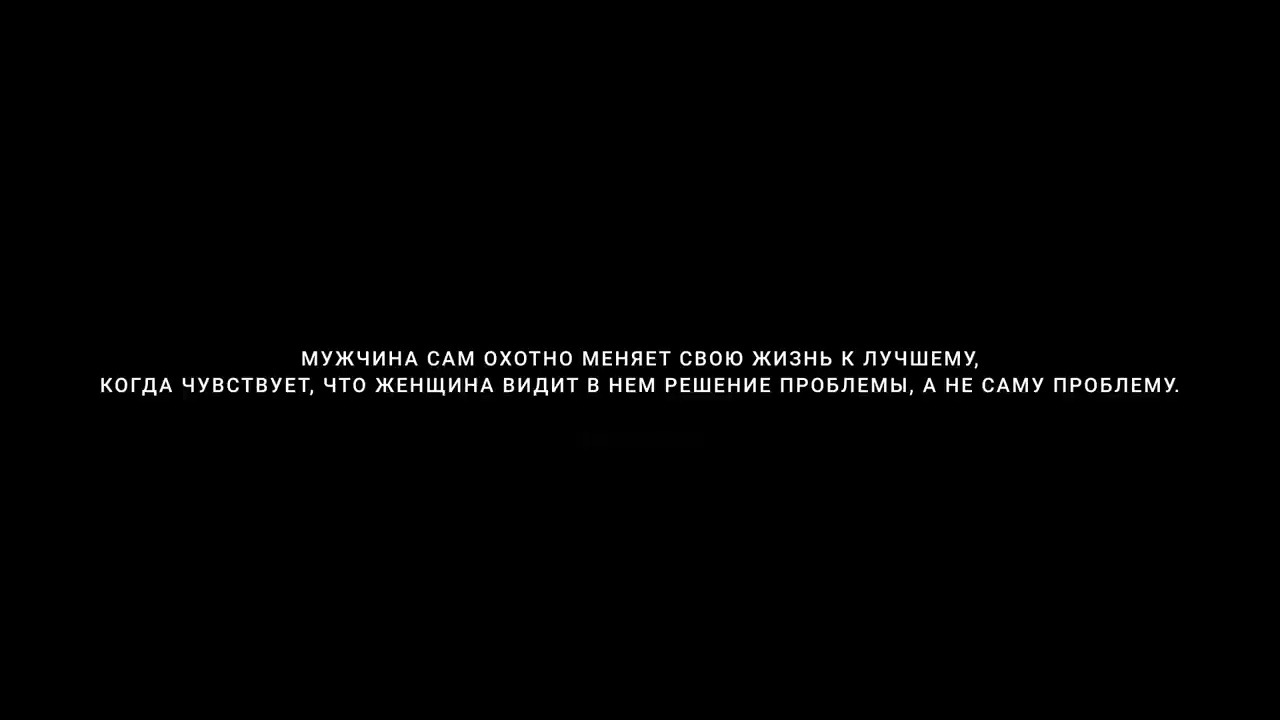 МУЖЧИНА САМ ОХОТНО МЕНЯЕТ СВОЮ ЖИЗНЬ К ЛУЧШЕМУ,
КОГДА ЧУВСТВУЕТ, ЧТО ЖЕНЩИНА ВИДИТ В НЕМ РЕШЕНИЕ ПРОБЛЕМЫ, А НЕ САМУ ПРОБЛЕМУ.